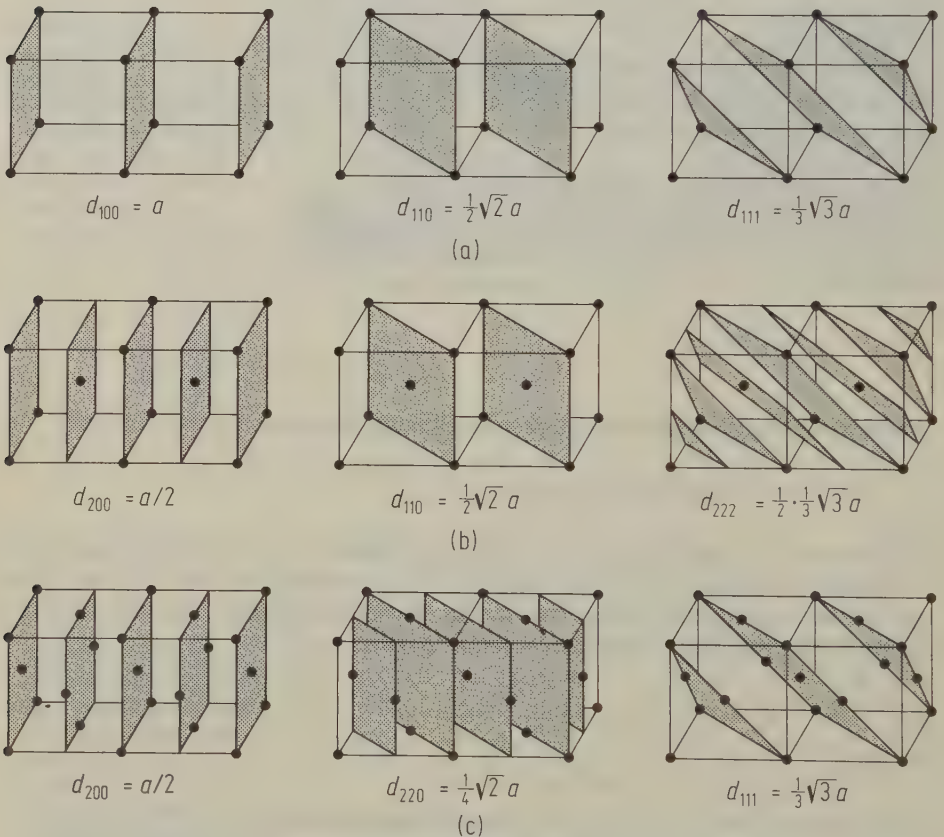 d₁₀₀ = a
d₁₁₀ = ½√2 a
d₁₁₁ = ⅓√3 a
(a)
d₂₀₀ = a/2
d₁₁₀ = ½√2 a
d₂₂₂ = ½·⅓√3 a
(b)
d₂₀₀ = a/2
d₂₂₀ = ¼√2 a
d₁₁₁ = ⅓√3 a
(c)